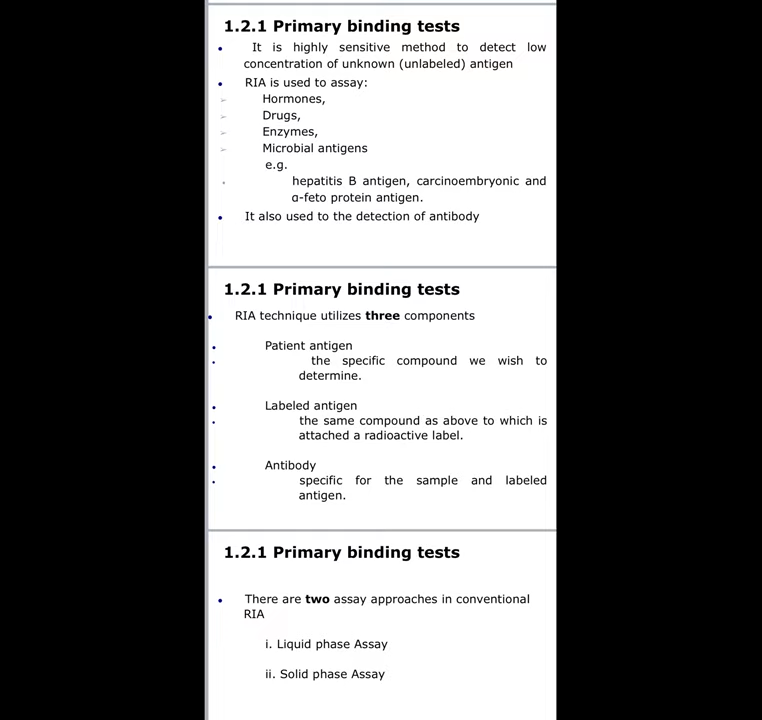 1.2.1 Primary binding tests
• It is highly sensitive method to detect low
concentration of unknown (unlabeled) antigen
• RIA is used to assay:
➢ Hormones,
➢ Drugs,
➢ Enzymes,
➢ Microbial antigens
e.g.
• hepatitis B antigen, carcinoembryonic and
α-feto protein antigen.
• It also used to the detection of antibody
1.2.1 Primary binding tests
• RIA technique utilizes three components
• Patient antigen
• the specific compound we wish to
determine.
• Labeled antigen
• the same compound as above to which is
attached a radioactive label.
• Antibody
• specific for the sample and labeled
antigen.
1.2.1 Primary binding tests
• There are two assay approaches in conventional
RIA
i. Liquid phase Assay
ii. Solid phase Assay